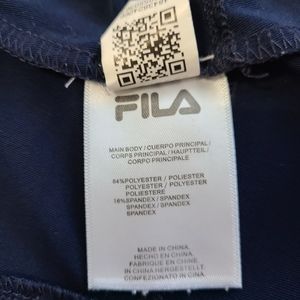 FILA
MAIN BODY / CUERPO PRINCIPAL /
CORPS PRINCIPAL / HAUPTTEIL /
CORPO PRINCIPALE
84%POLYESTER / POLIESTER
POLYESTER / POLYESTER /
POLIESTERE
16%SPANDEX / SPANDEX
SPANDEX / SPANDEX /
SPANDEX
MADE IN CHINA.
HECHO EN CHINA.
FABRIQUE EN CHINE
IN CHINA HERGESTELLT.
CONFEZIONATO IN CINA.